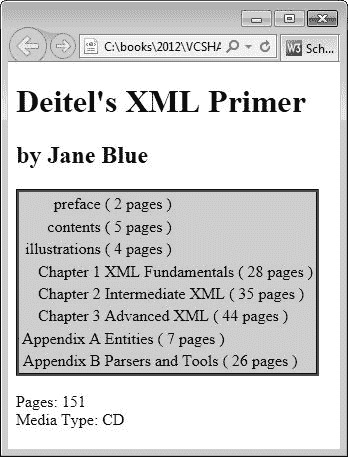 C:\books\2012\VCSHA
W3 Sch...
Deitel's XML Primer
by Jane Blue
preface ( 2 pages )
contents ( 5 pages )
illustrations ( 4 pages )
Chapter 1 XML Fundamentals ( 28 pages )
Chapter 2 Intermediate XML ( 35 pages )
Chapter 3 Advanced XML ( 44 pages )
Appendix A Entities ( 7 pages )
Appendix B Parsers and Tools ( 26 pages )
Pages: 151
Media Type: CD